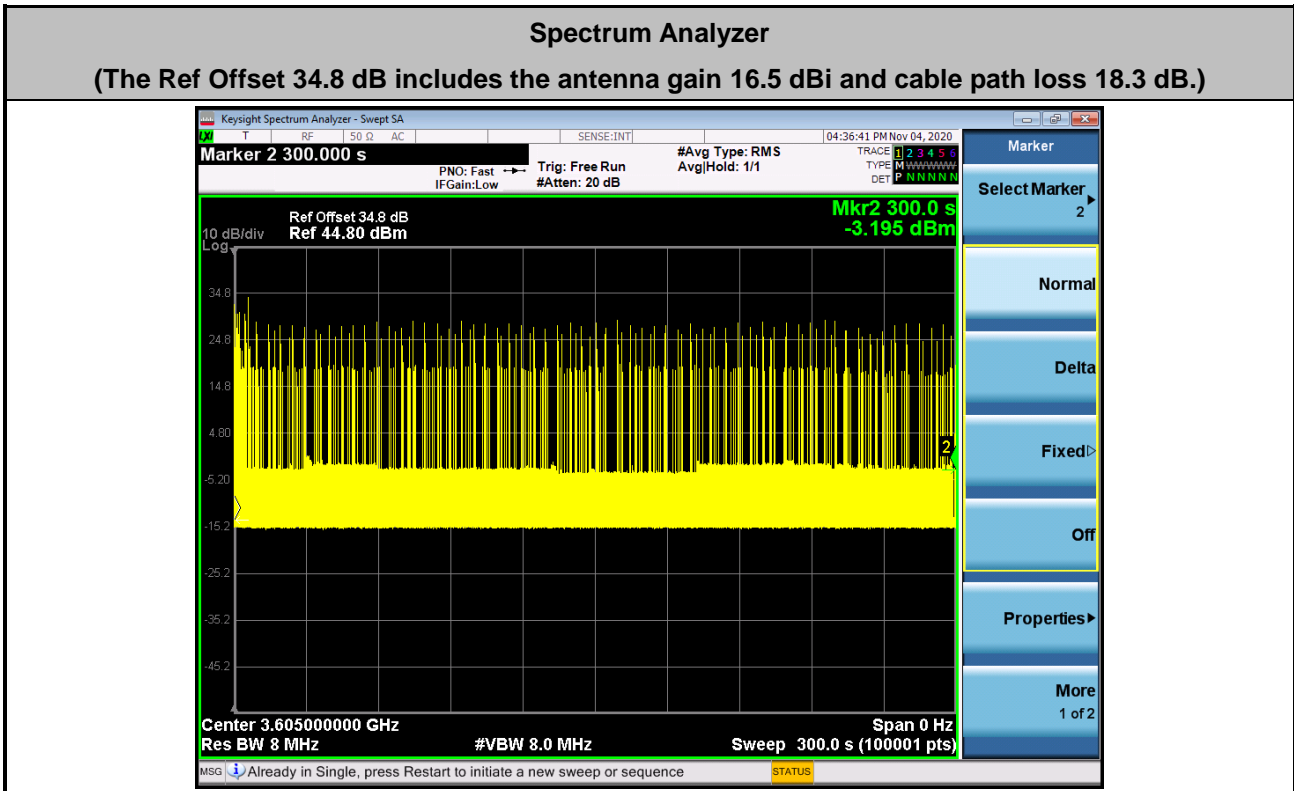 Spectrum Analyzer
(The Ref Offset 34.8 dB includes the antenna gain 16.5 dBi and cable path loss 18.3 dB.)
Keysight Spectrum Analyzer - Swept SA
LXI T RF 50 Ω AC SENSE:INT 04:36:41 PM Nov 04, 2020
Marker 2 300.000 s
PNO: Fast
IFGain:Low
Trig: Free Run
#Atten: 20 dB
#Avg Type: RMS
Avg|Hold: 1/1
TRACE 1 2 3 4 5 6
TYPE M WWWWW
DET P N N N N N
Mkr2 300.0 s
-3.195 dBm
Ref Offset 34.8 dB
10 dB/div Ref 44.80 dBm
Log
34.8
24.8
14.8
4.80
-5.20
-15.2
-25.2
-35.2
-45.2
2
Center 3.605000000 GHz Span 0 Hz
Res BW 8 MHz #VBW 8.0 MHz Sweep 300.0 s (100001 pts)
MSG Already in Single, press Restart to initiate a new sweep or sequence STATUS
Marker
Select Marker
2
Normal
Delta
Fixed
Off
Properties
More
1 of 2